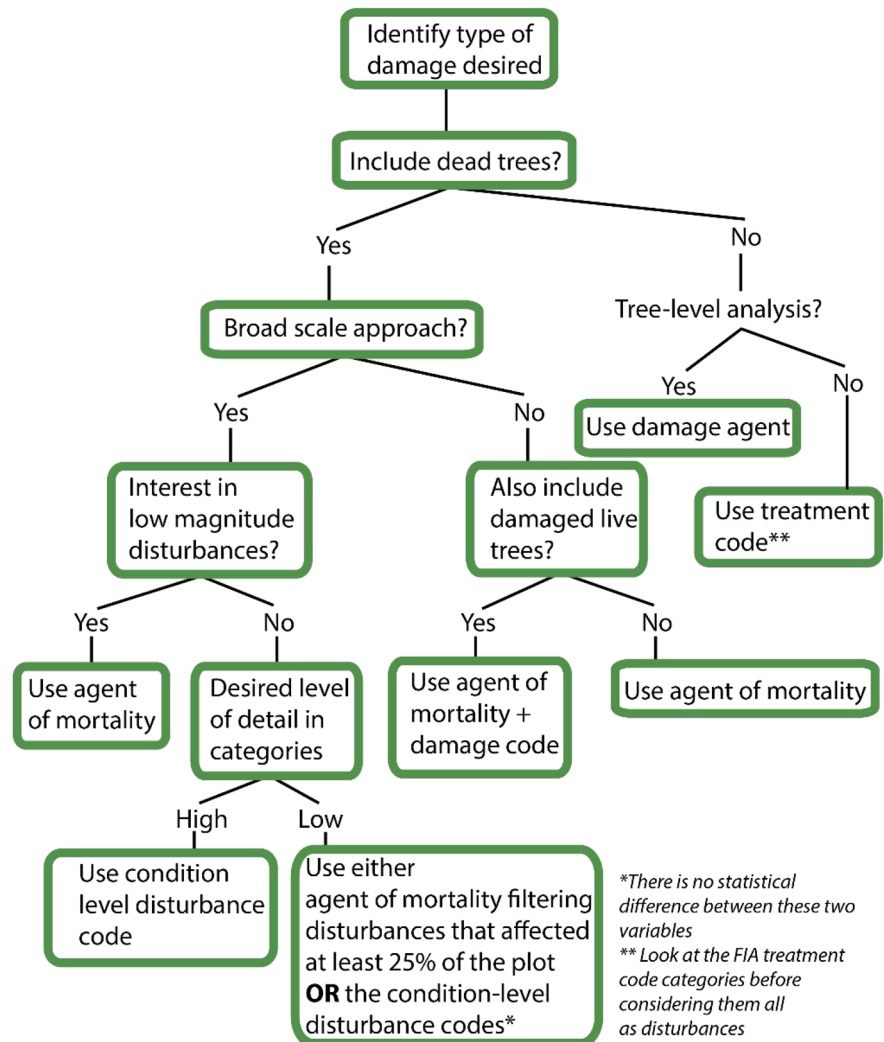 Identify type of
damage desired
Include dead trees?
Yes
No
Broad scale approach?
Tree-level analysis?
Yes
No
Yes
No
Use damage agent
Interest in
low magnitude
disturbances?
Also include
damaged live
trees?
Use treatment
code**
Yes
No
Yes
No
Use agent
of mortality
Desired level
of detail in
categories
Use agent of
mortality +
damage code
Use agent of mortality
High
Low
Use condition
level disturbance
code
Use either
agent of mortality filtering
disturbances that affected
at least 25% of the plot
OR the condition-level
disturbance codes*
*There is no statistical
difference between these two
variables
** Look at the FIA treatment
code categories before
considering them all
as disturbances